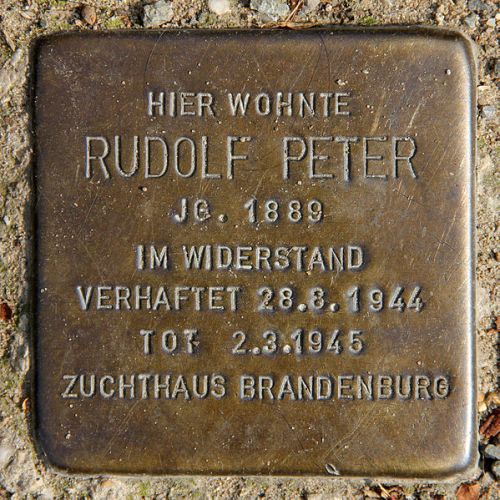 HIER WOHNTE
RUDOLF PETER
JG. 1889
IM WIDERSTAND
VERHAFTET 28.8.1944
TOT 2.3.1945
ZUCHTHAUS BRANDENBURG